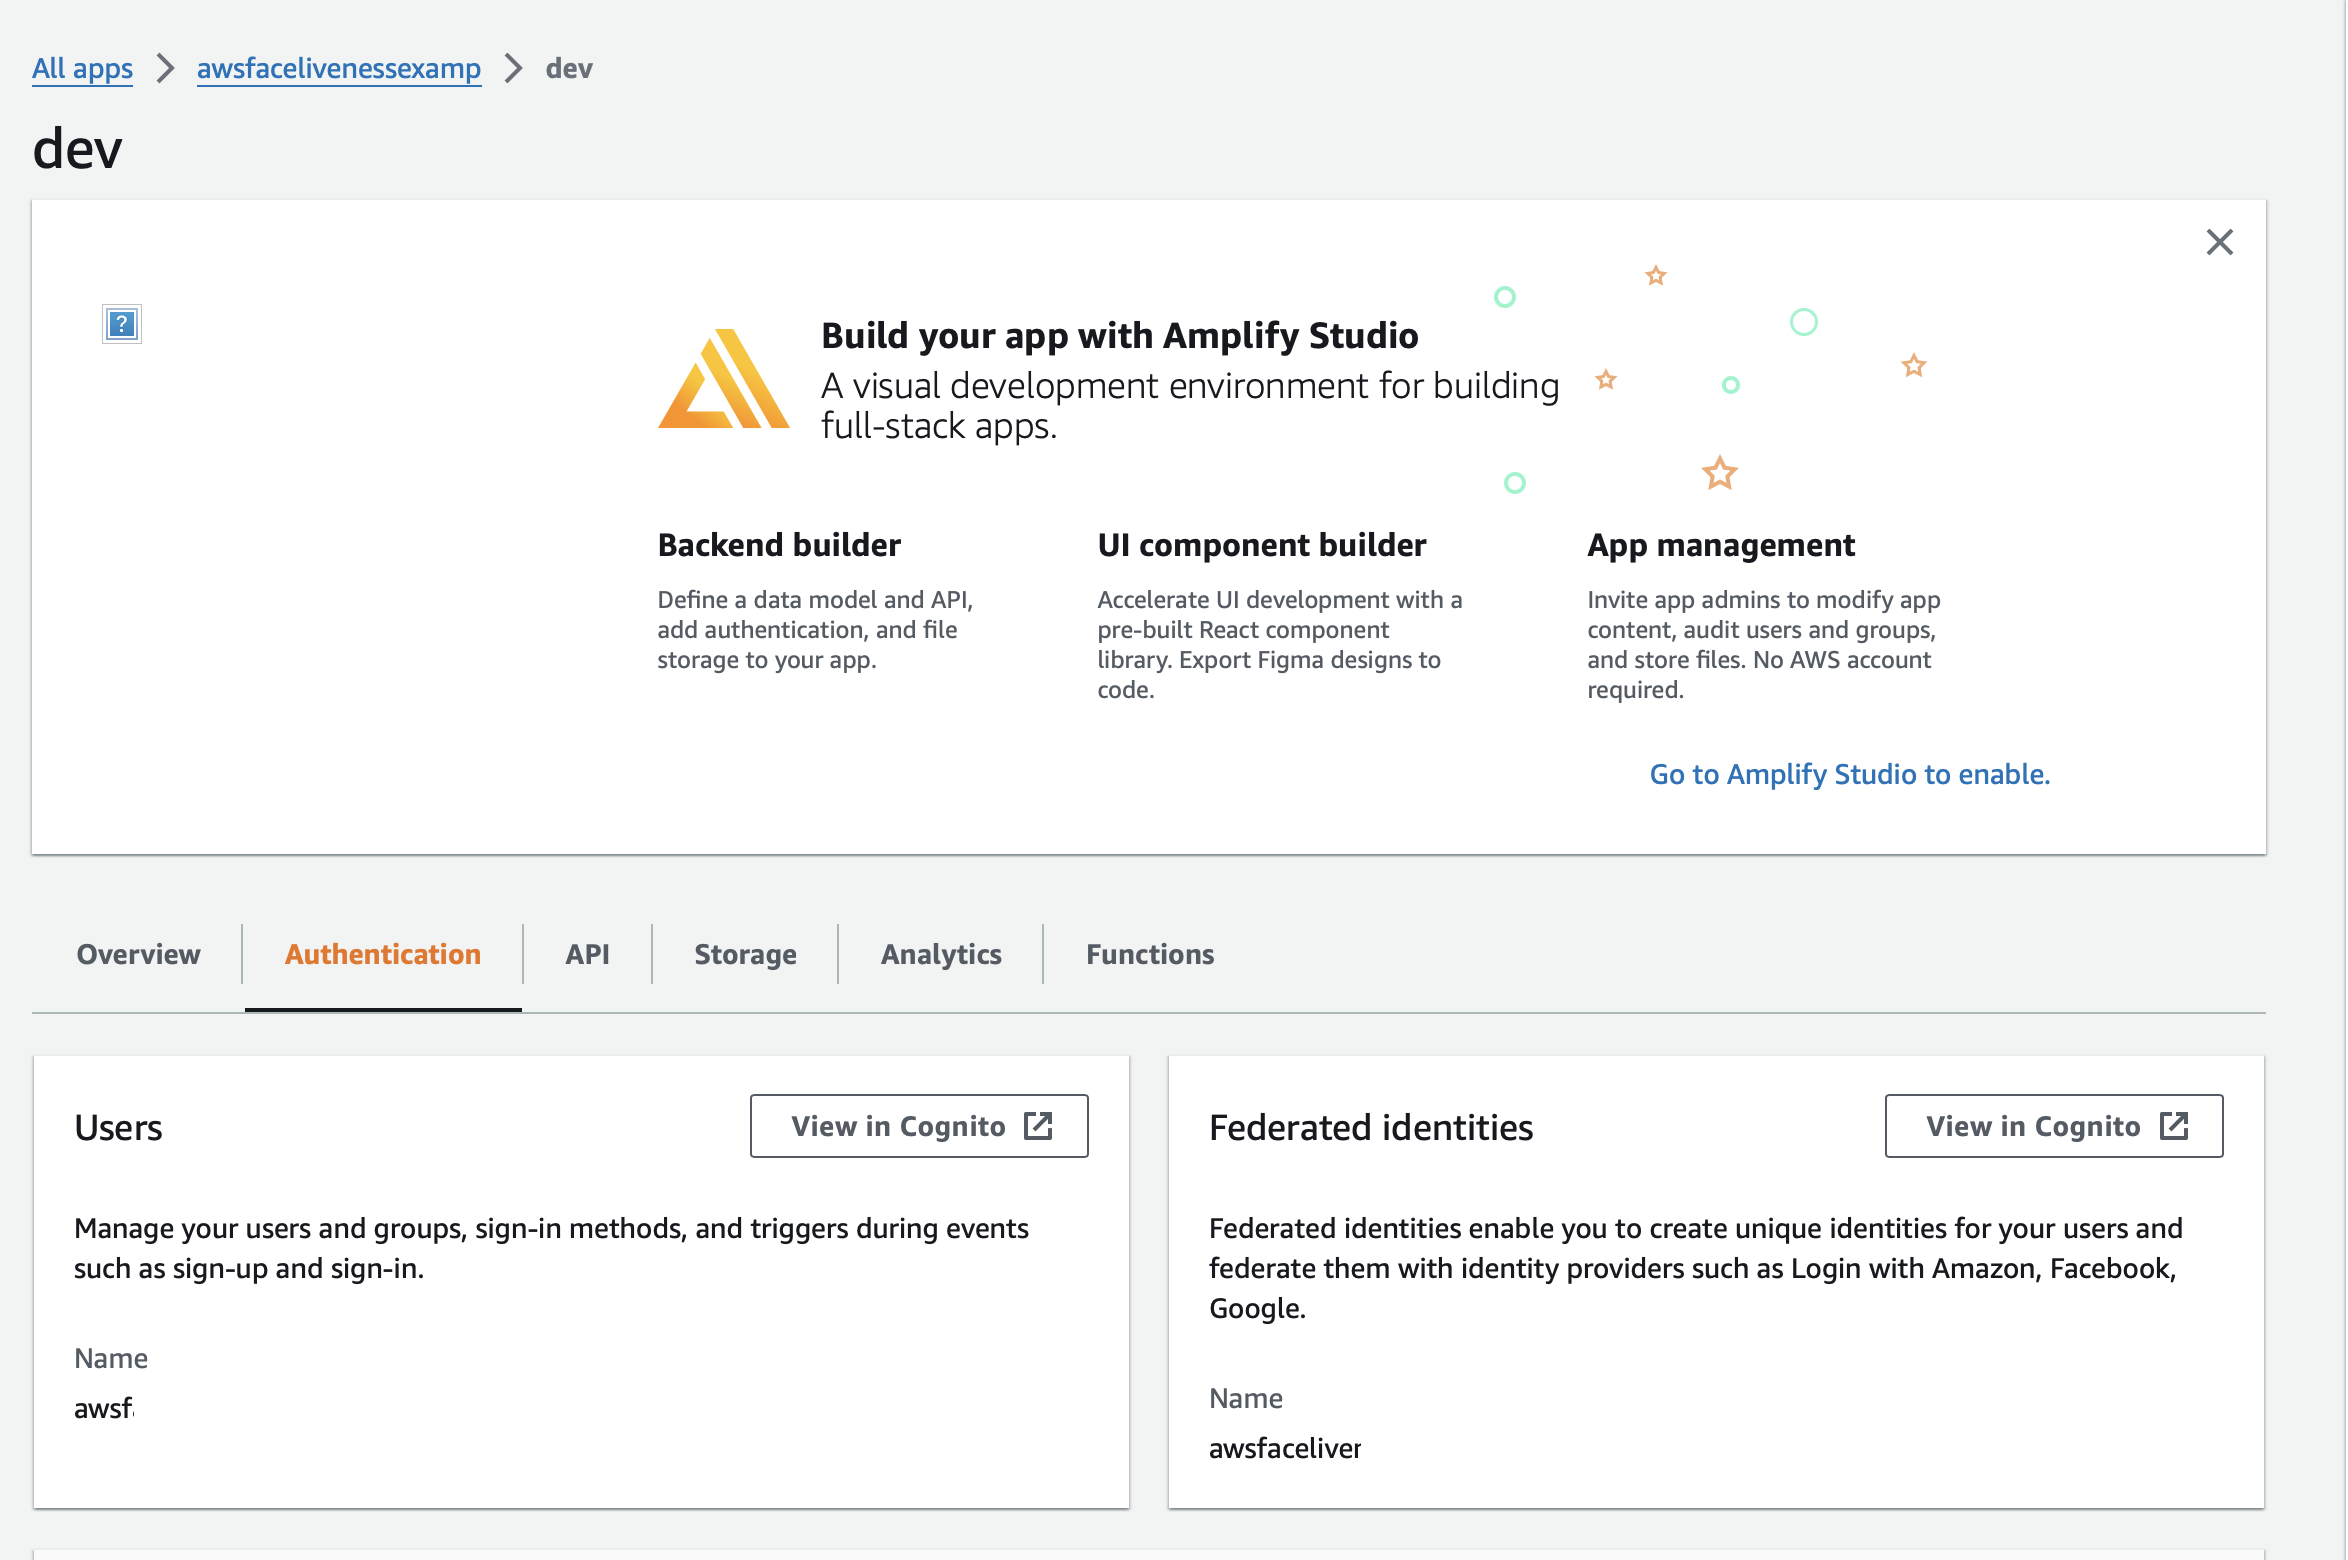 All apps > awsfacelivenessexamp > dev
dev
Build your app with Amplify Studio
A visual development environment for building
full-stack apps.
Backend builder
Define a data model and API,
add authentication, and file
storage to your app.
UI component builder
Accelerate UI development with a
pre-built React component
library. Export Figma designs to
code.
App management
Invite app admins to modify app
content, audit users and groups,
and store files. No AWS account
required.
Go to Amplify Studio to enable.
Overview
Authentication
API
Storage
Analytics
Functions
Users
View in Cognito
Manage your users and groups, sign-in methods, and triggers during events
such as sign-up and sign-in.
Name
awsf
Federated identities
View in Cognito
Federated identities enable you to create unique identities for your users and
federate them with identity providers such as Login with Amazon, Facebook,
Google.
Name
awsfaceliver